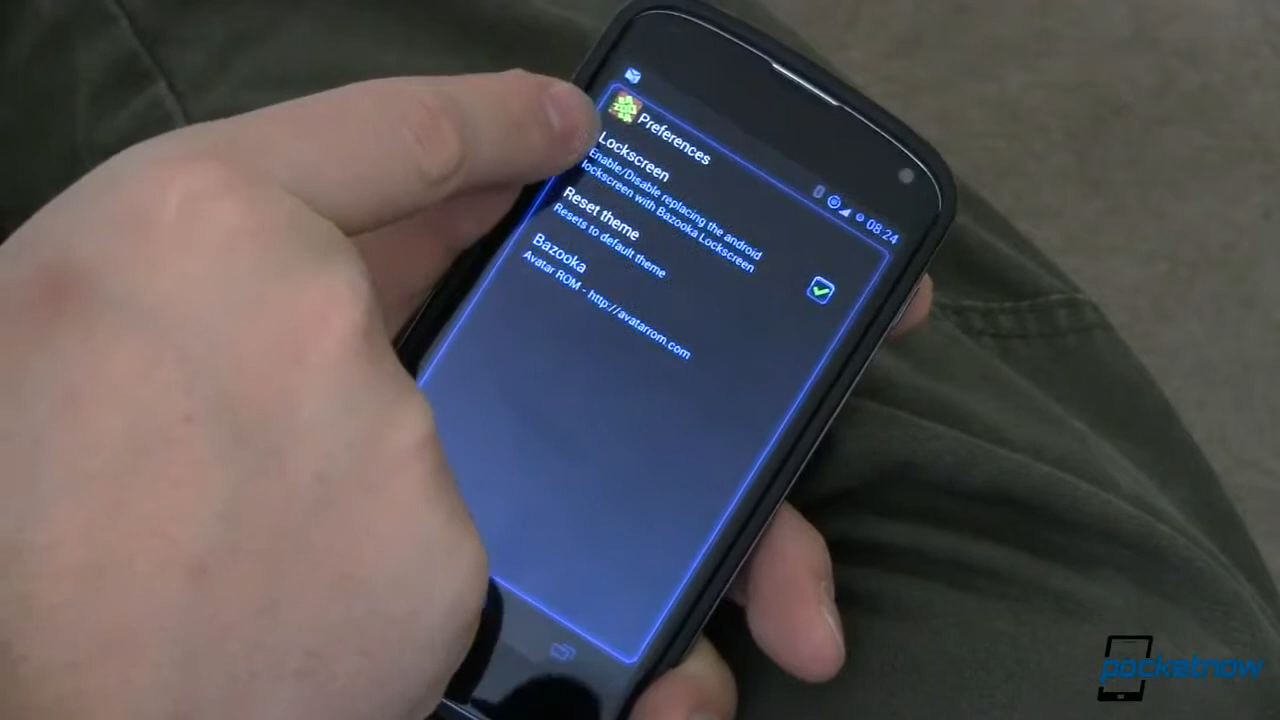 08:24
Preferences
Lockscreen
Enable/Disable replacing the android
lockscreen with Bazooka Lockscreen
Reset theme
Resets to default theme
Bazooka
Avatar ROM - http://avatarrom.com
pocketnow